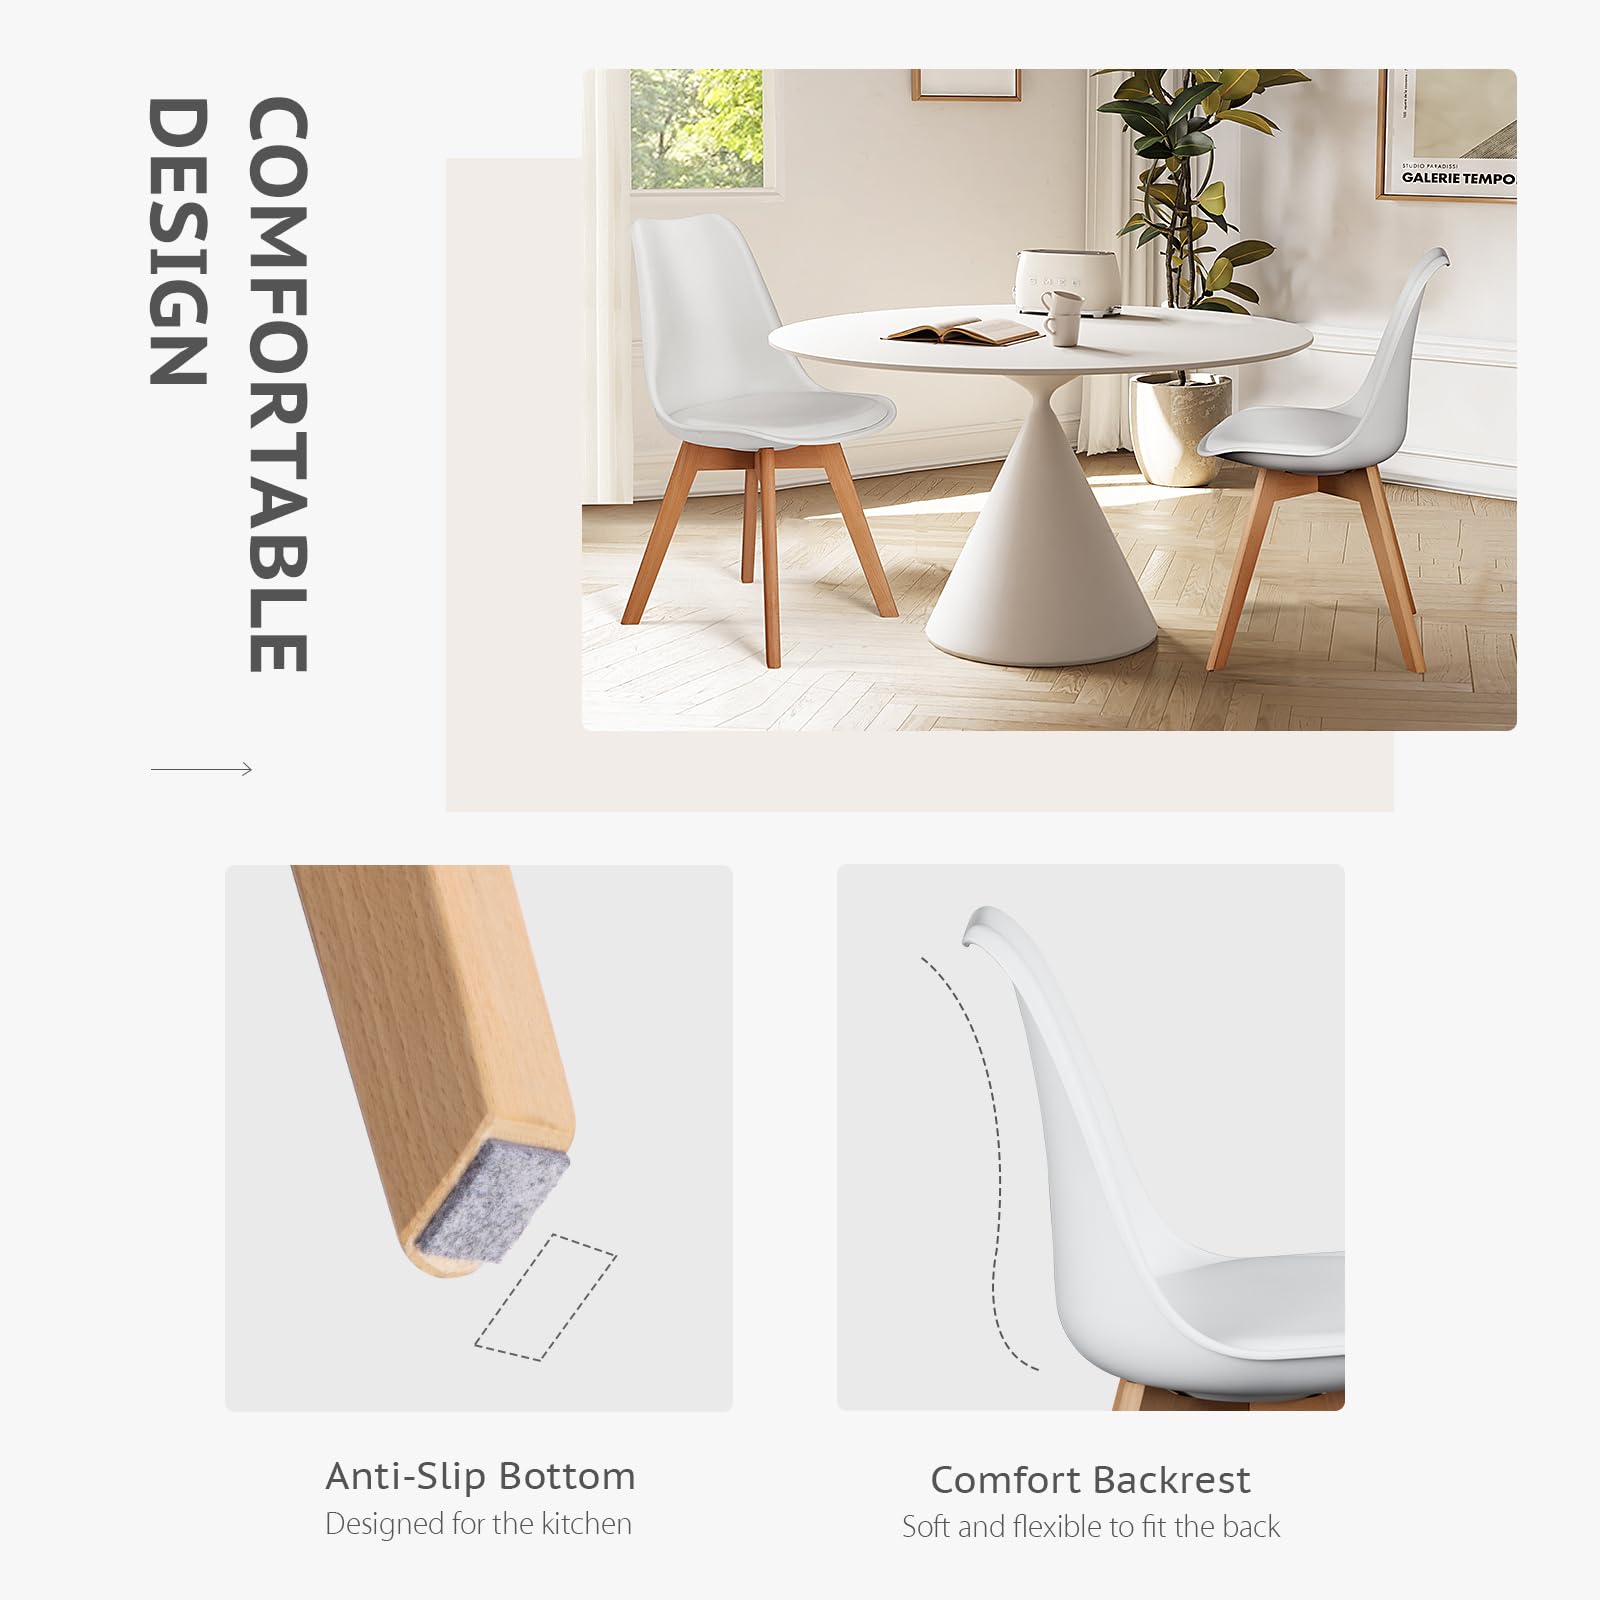 COMFORTABLE
DESIGN
SMEG
STUDIO PARADISSI
GALERIE TEMPO
Anti-Slip Bottom
Designed for the kitchen
Comfort Backrest
Soft and flexible to fit the back